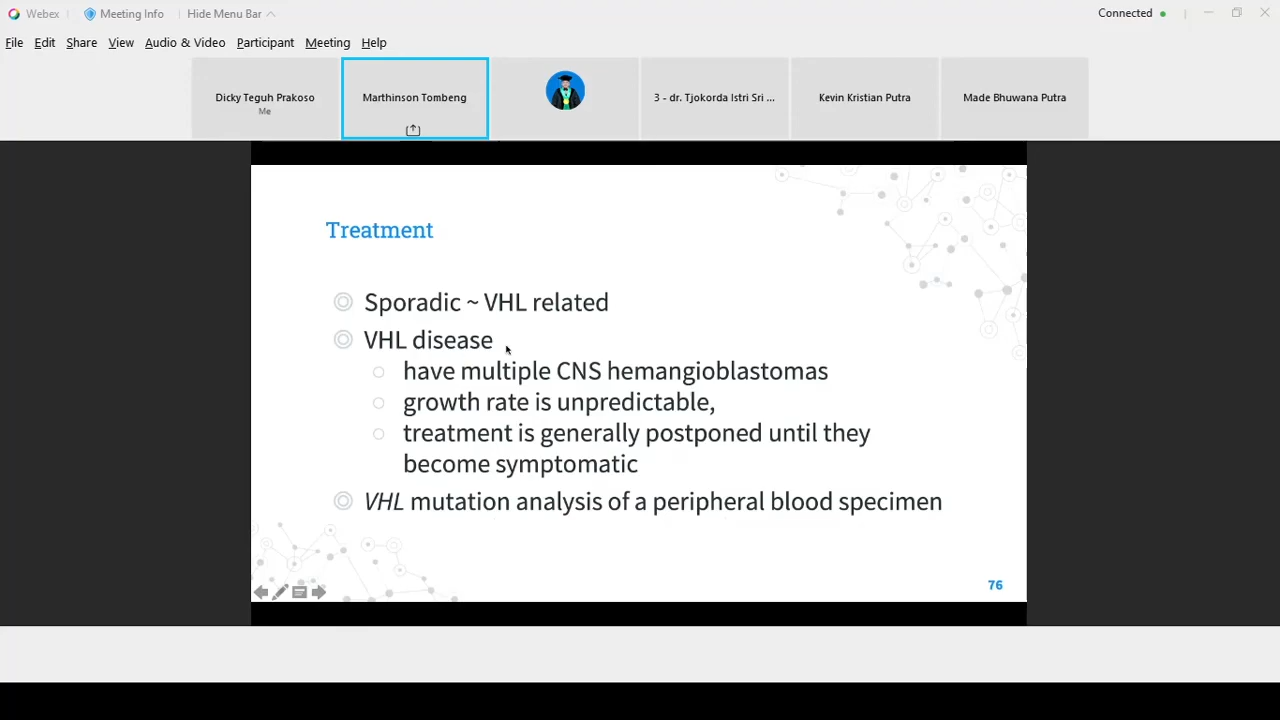 Webex
Meeting Info
Hide Menu Bar
Connected
File Edit Share View Audio & Video Participant Meeting Help
Dicky Teguh Prakoso
Me
Marthinson Tombeng
3 - dr. Tjokorda Istri Sri ...
Kevin Kristian Putra
Made Bhuwana Putra
Treatment
Sporadic ~ VHL related
VHL disease
have multiple CNS hemangioblastomas
growth rate is unpredictable,
treatment is generally postponed until they
become symptomatic
VHL mutation analysis of a peripheral blood specimen
76